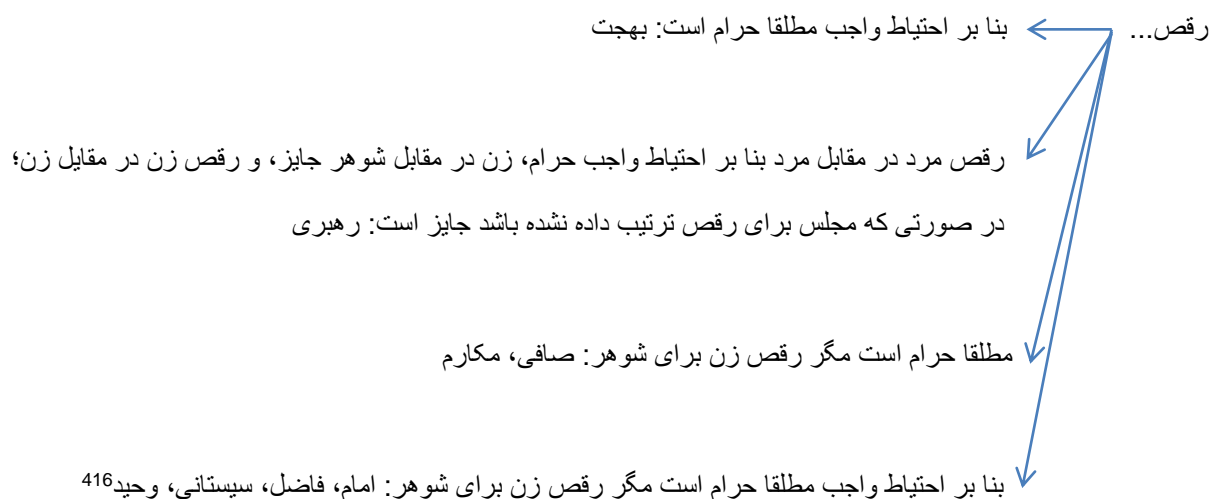 رقص... بنا بر احتیاط واجب مطلقا حرام است: بهجت
رقص مرد در مقابل مرد بنا بر احتیاط واجب حرام، زن در مقابل شوهر جایز، و رقص زن در مقایل زن؛
در صورتی که مجلس برای رقص ترتیب داده نشده باشد جایز است: رهبری
مطلقا حرام است مگر رقص زن برای شوهر: صافی، مکارم
بنا بر احتیاط واجب مطلقا حرام است مگر رقص زن برای شوهر: امام، فاضل، سیستانی، وحید416